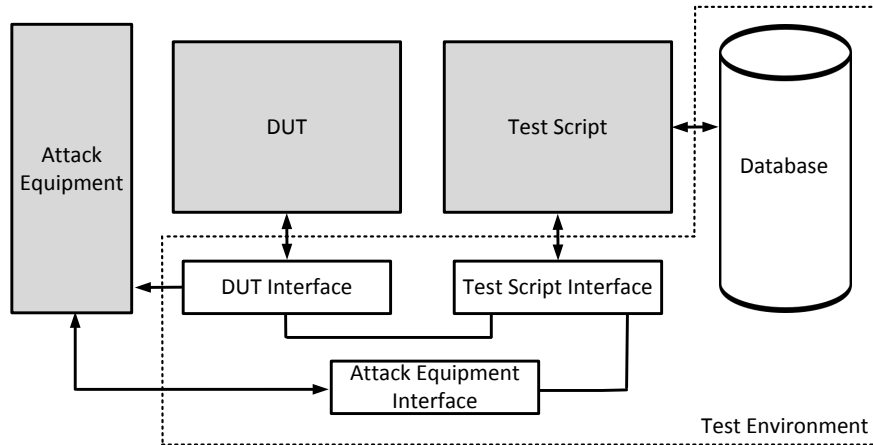 Attack
Equipment
DUT
Test Script
Database
DUT Interface
Test Script Interface
Attack Equipment
Interface
Test Environment